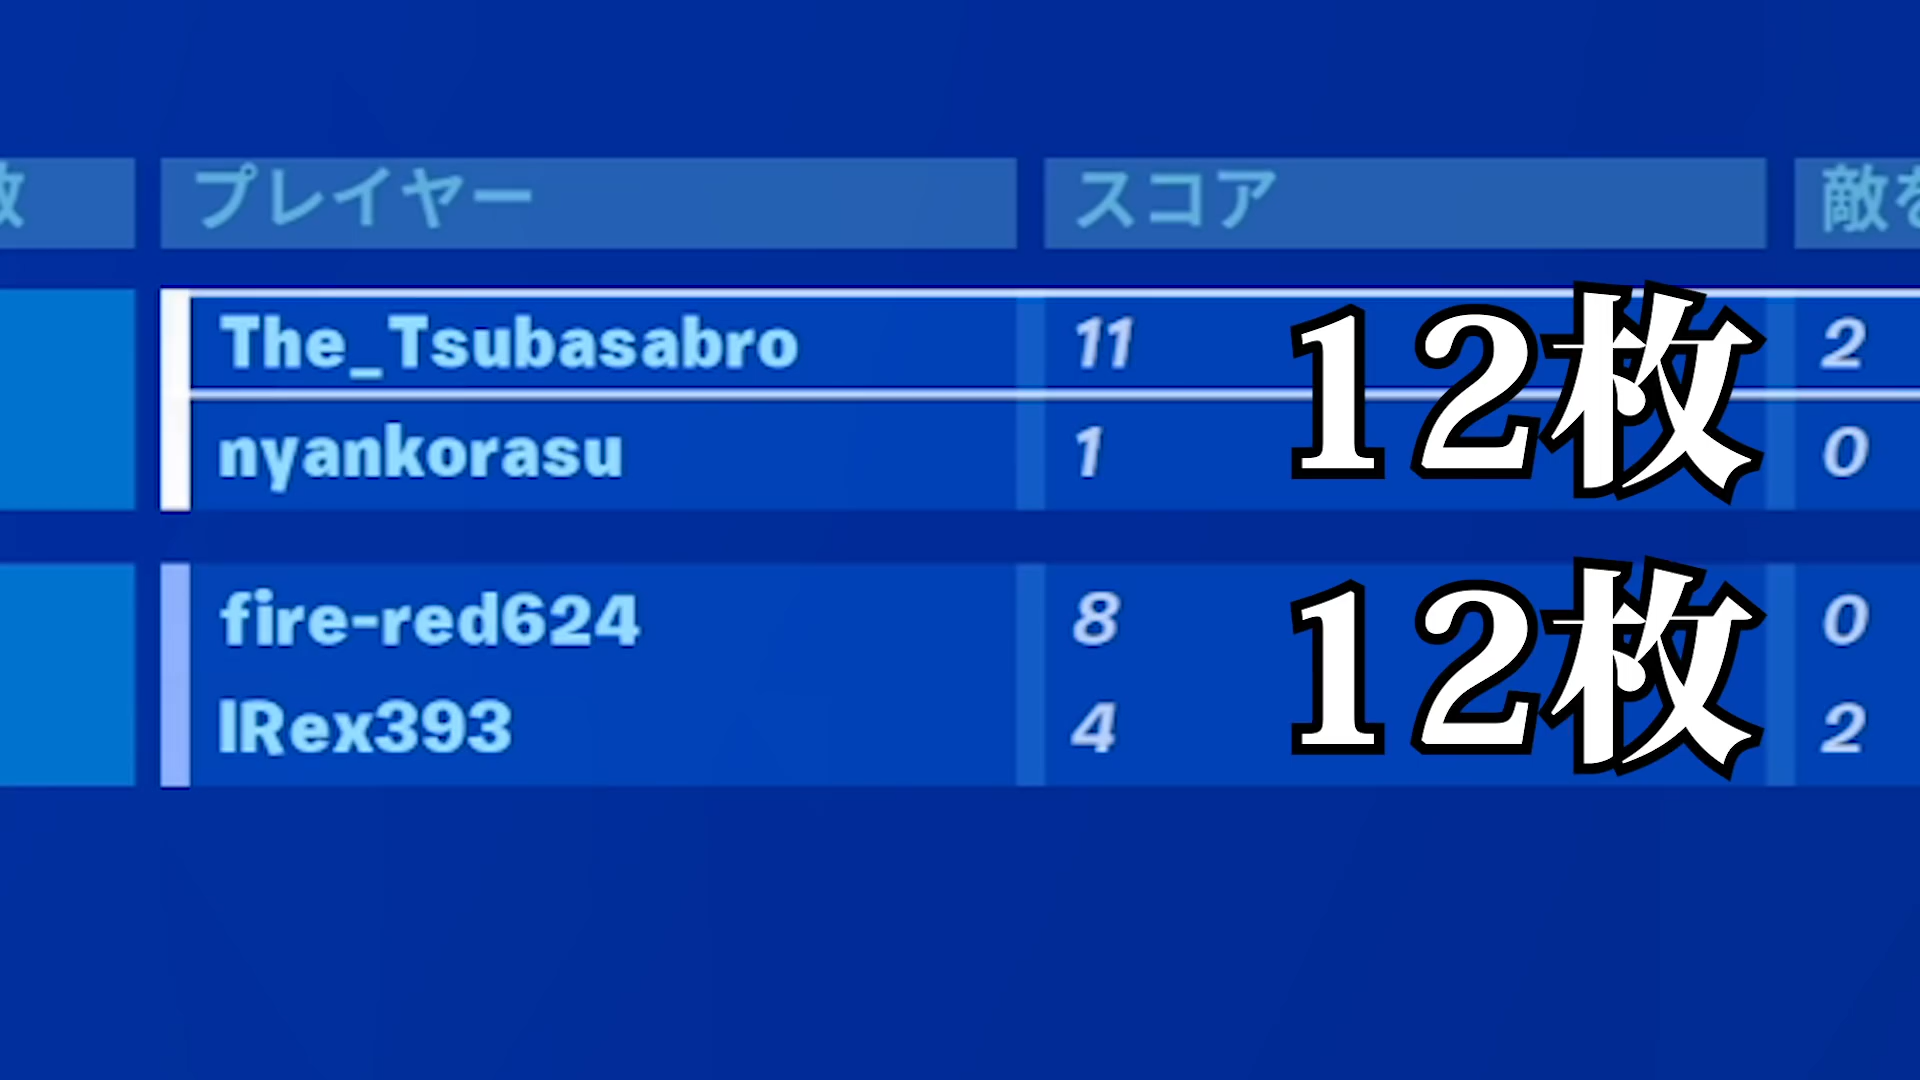 数 プレイヤー スコア 敵を
The_Tsubasabro 11 12枚 2
nyankorasu 1 0
fire-red624 8 12枚 0
IRex393 4 2